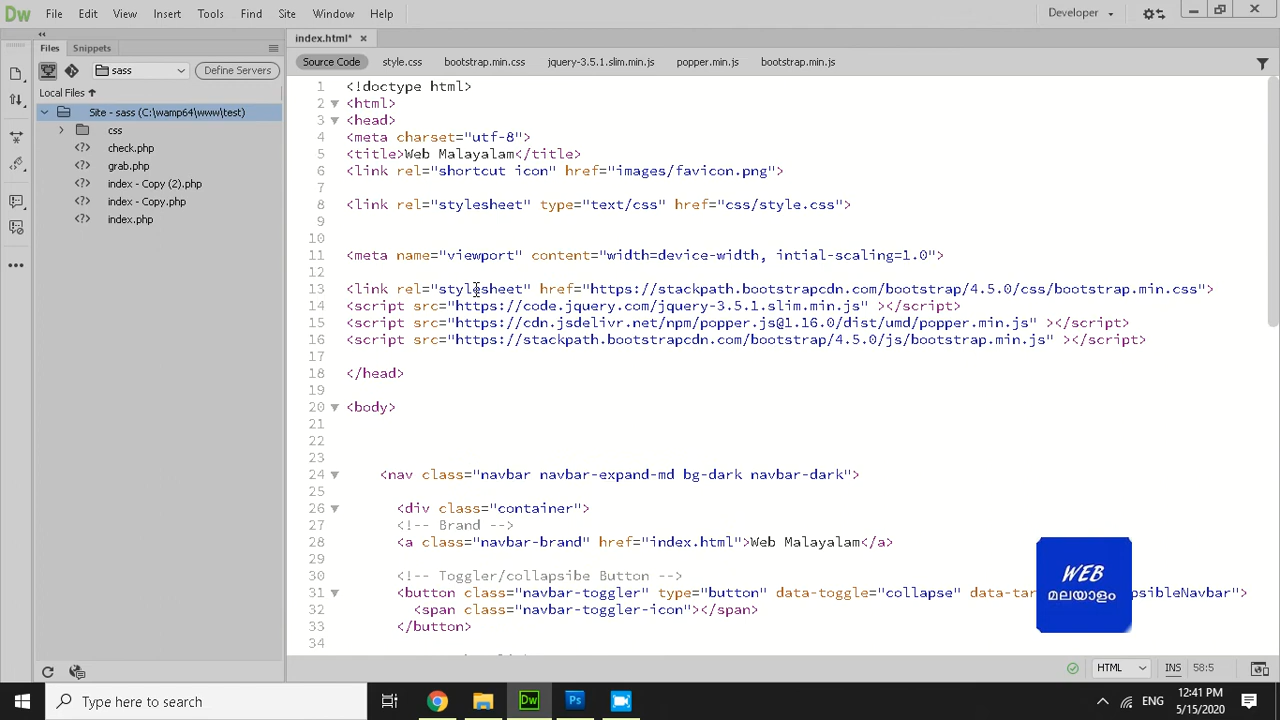 Dw File Edit View Insert Tools Find Site Window Help Developer
Files Snippets index.html*
sass Define Servers Source Code style.css bootstrap.min.css jquery-3.5.1.slim.min.js popper.min.js bootstrap.min.js
Local Files
Site - sass (C:\wamp64\www\test)
css
check.php
grab.php
index - Copy (2).php
index - Copy.php
index.php
1 <!doctype html>
2 <html>
3 <head>
4 <meta charset="utf-8">
5 <title>Web Malayalam</title>
6 <link rel="shortcut icon" href="images/favicon.png">
7
8 <link rel="stylesheet" type="text/css" href="css/style.css">
9
10
11 <meta name="viewport" content="width=device-width, intial-scaling=1.0">
12
13 <link rel="stylesheet" href="https://stackpath.bootstrapcdn.com/bootstrap/4.5.0/css/bootstrap.min.css">
14 <script src="https://code.jquery.com/jquery-3.5.1.slim.min.js" ></script>
15 <script src="https://cdn.jsdelivr.net/npm/popper.js@1.16.0/dist/umd/popper.min.js" ></script>
16 <script src="https://stackpath.bootstrapcdn.com/bootstrap/4.5.0/js/bootstrap.min.js" ></script>
17
18 </head>
19
20 <body>
21
22
23
24 <nav class="navbar navbar-expand-md bg-dark navbar-dark">
25
26 <div class="container">
27 <!-- Brand -->
28 <a class="navbar-brand" href="index.html">Web Malayalam</a>
29
30 <!-- Toggler/collapsibe Button -->
31 <button class="navbar-toggler" type="button" data-toggle="collapse" data-tar psibleNavbar">
32 <span class="navbar-toggler-icon"></span>
33 </button>
34
WEB
മലയാളം
HTML INS 58:5
Type here to search
Dw Ps
ENG 12:41 PM
5/15/2020